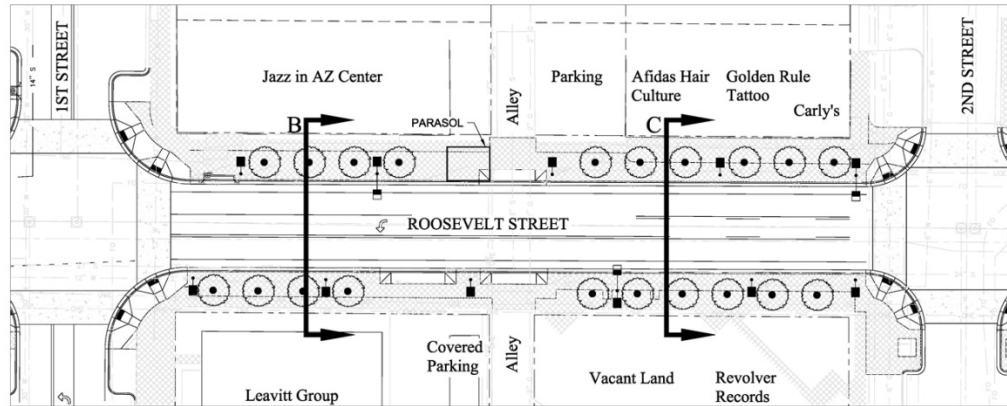 1ST STREET
14" S
Jazz in AZ Center
B
PARASOL
Alley
Parking
Afidas Hair
Culture
Golden Rule
Tattoo
Carly's
C
2ND STREET
ROOSEVELT STREET
Leavitt Group
Covered
Parking
Alley
Vacant Land
Revolver
Records